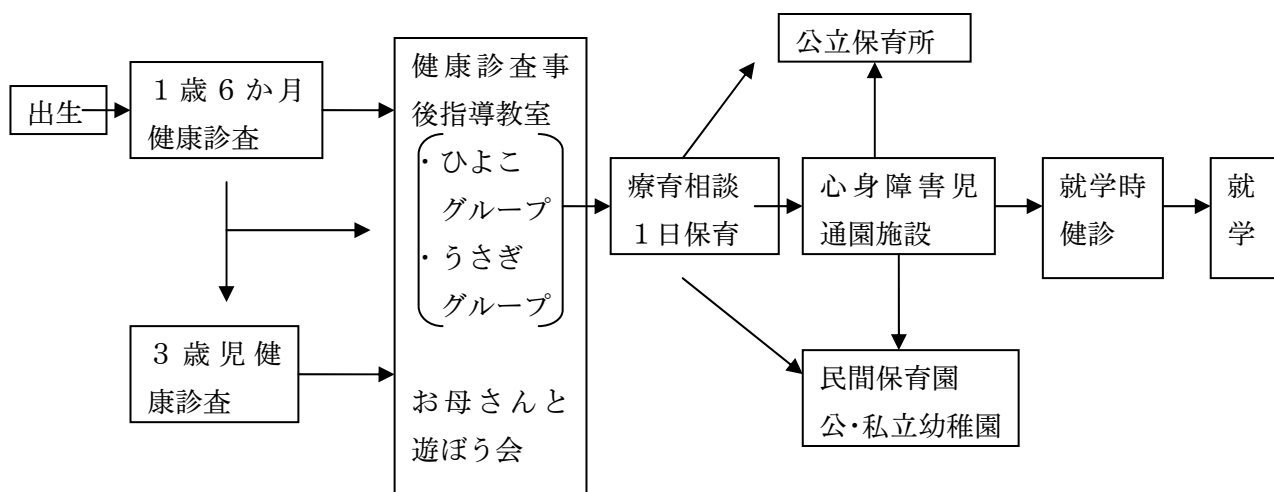 出生
１歳６か月
健康診査
３歳児健
康診査
健康診査事
後指導教室
・ひよこ
グループ
・うさぎ
グループ
お母さんと
遊ぼう会
療育相談
１日保育
公立保育所
心身障害児
通園施設
民間保育園
公・私立幼稚園
就学時
健診
就
学